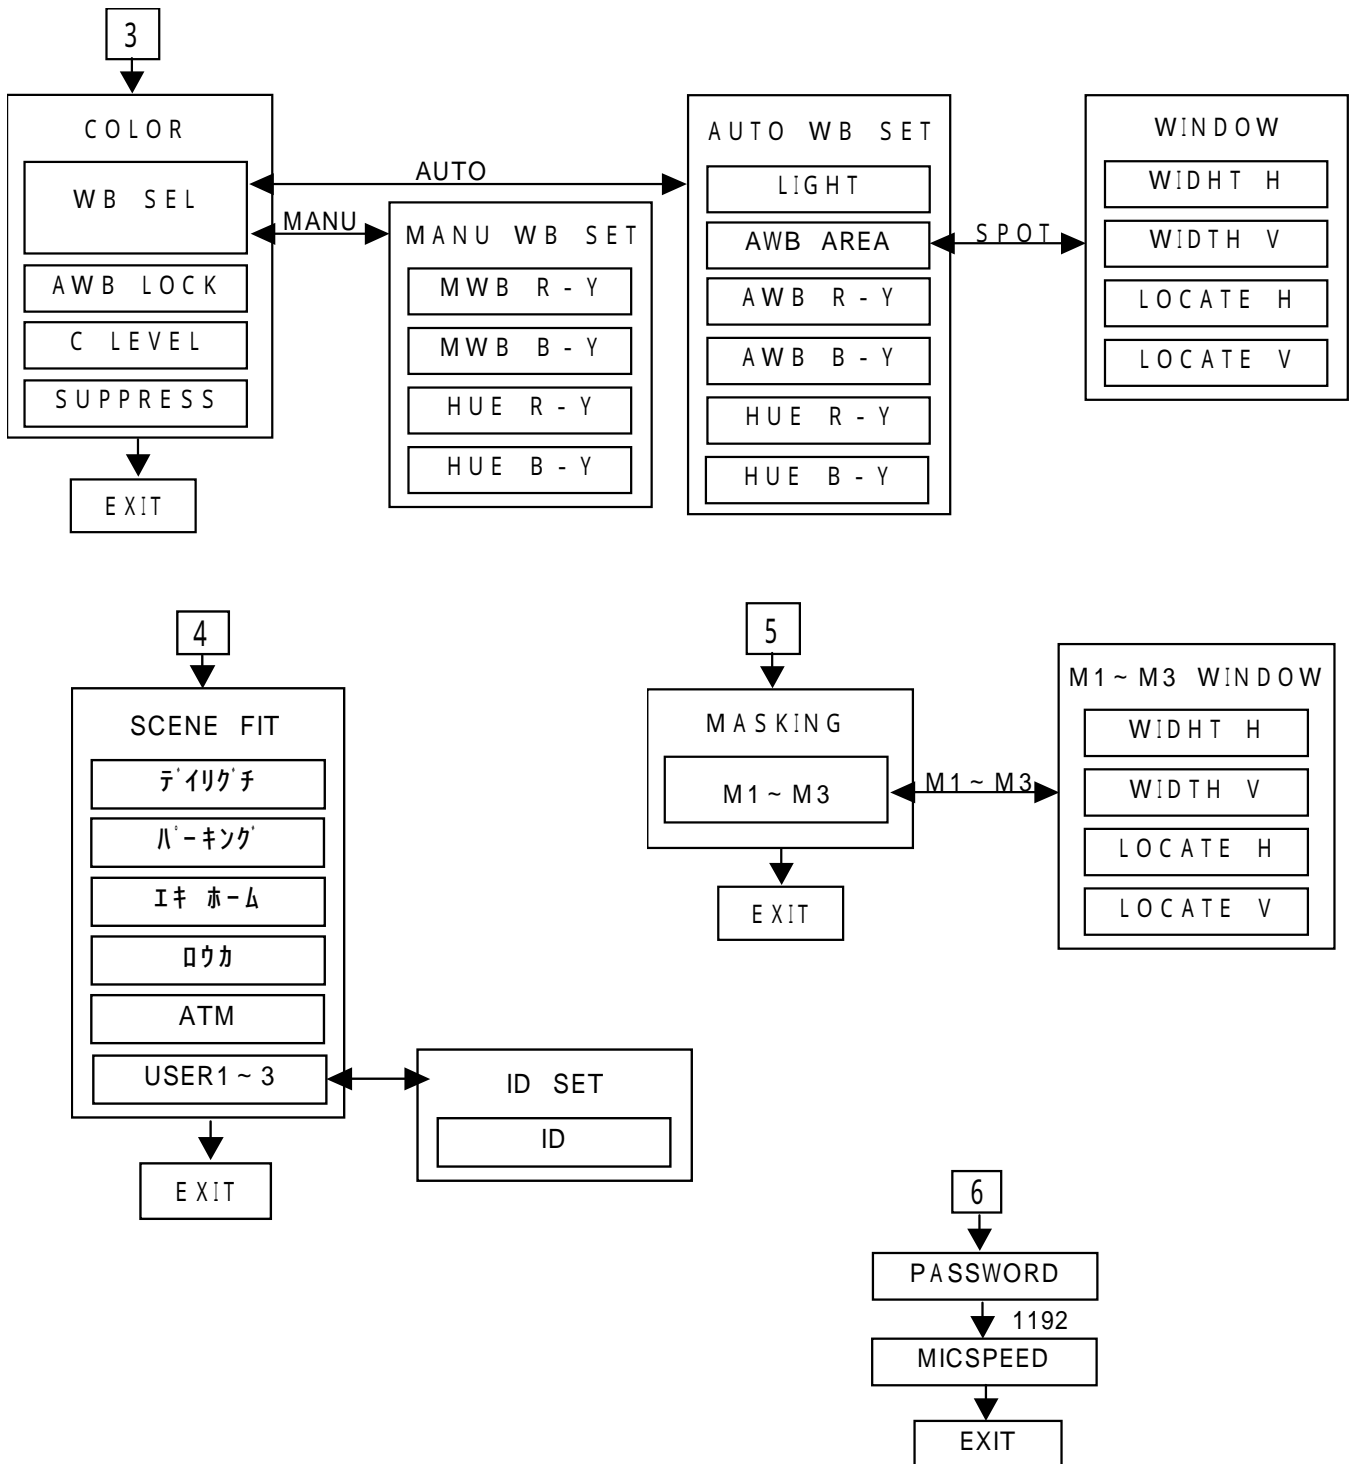 3
COLOR
WB SEL
AWB LOCK
C LEVEL
SUPPRESS
EXIT
AUTO
MANU
MANU WB SET
MWB R-Y
MWB B-Y
HUE R-Y
HUE B-Y
AUTO WB SET
LIGHT
AWB AREA
AWB R-Y
AWB B-Y
HUE R-Y
HUE B-Y
SPOT
WINDOW
WIDHT H
WIDTH V
LOCATE H
LOCATE V
4
SCENE FIT
デイリグチ
パーキング
エキ ホーム
ロウカ
ATM
USER1~3
EXIT
ID SET
ID
5
MASKING
M1~M3
EXIT
M1~M3
M1~M3 WINDOW
WIDHT H
WIDTH V
LOCATE H
LOCATE V
6
PASSWORD
1192
MICSPEED
EXIT